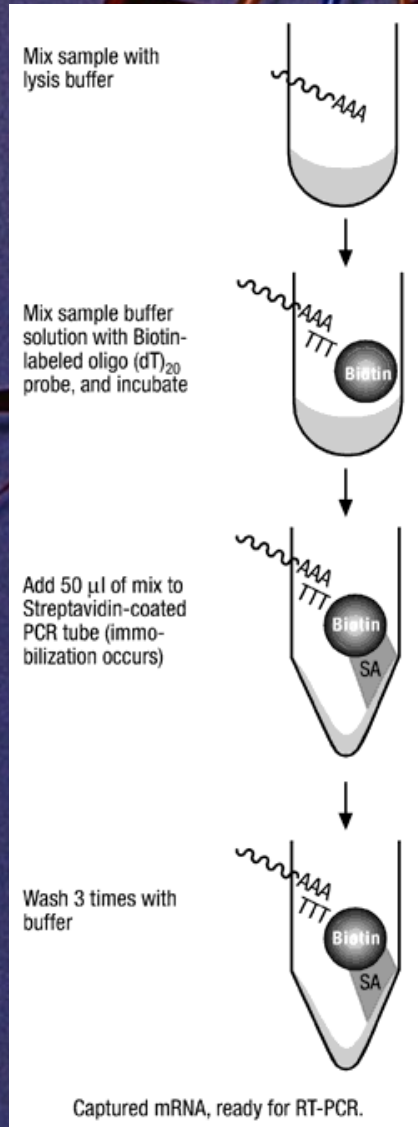 Mix sample with
lysis buffer
AAA
Mix sample buffer
solution with Biotin-
labeled oligo (dT)20
probe, and incubate
AAA
TTT
Biotin
Add 50 µl of mix to
Streptavidin-coated
PCR tube (immo-
bilization occurs)
AAA
TTT
Biotin
SA
Wash 3 times with
buffer
AAA
TTT
Biotin
SA
Captured mRNA, ready for RT-PCR.